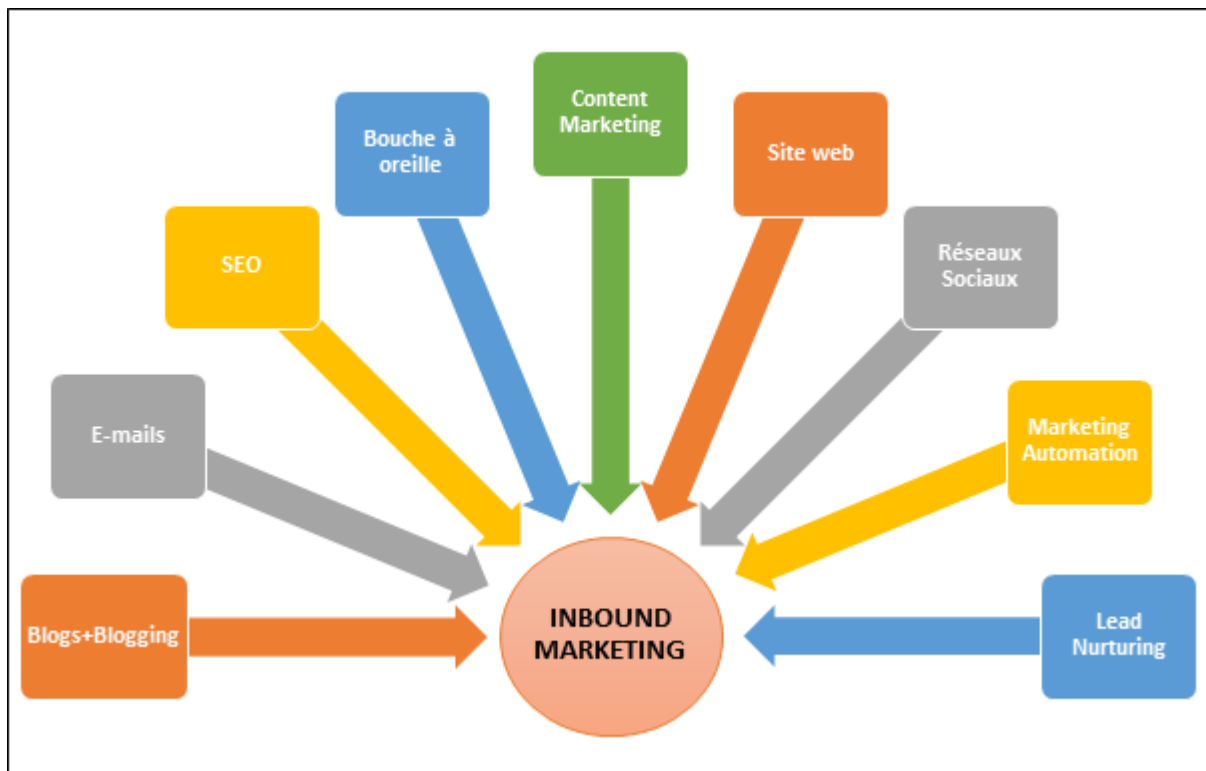 Content
Marketing
Bouche à
oreille
Site web
SEO
Réseaux
Sociaux
E-mails
Marketing
Automation
Blogs+Blogging
INBOUND
MARKETING
Lead
Nurturing